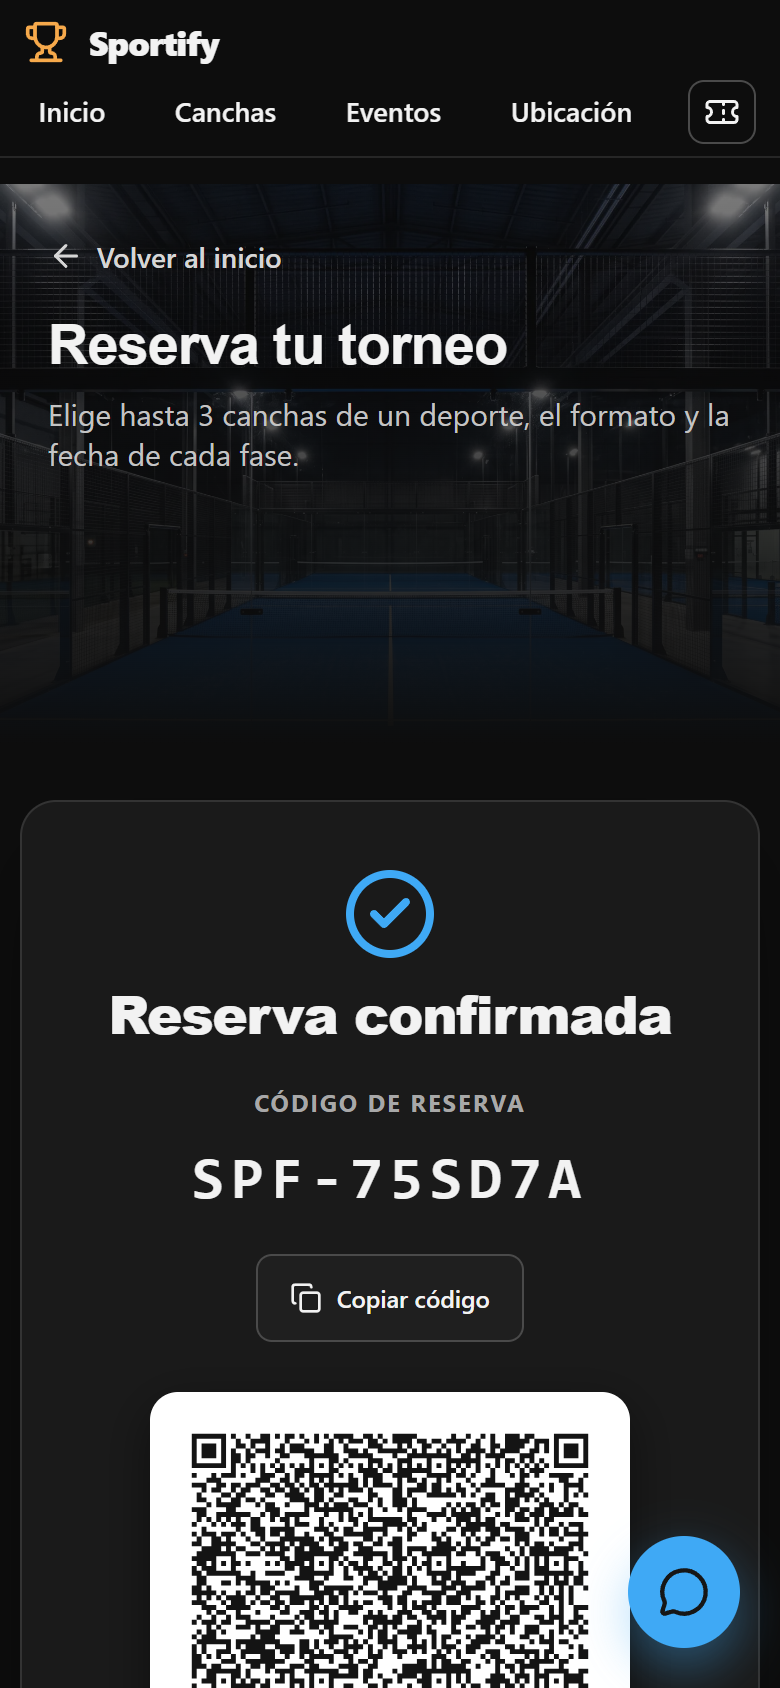 Sportify
Inicio
Canchas
Eventos
Ubicación
Volver al inicio
Reserva tu torneo
Elige hasta 3 canchas de un deporte, el formato y la
fecha de cada fase.
Reserva confirmada
CÓDIGO DE RESERVA
SPF-75SD7A
Copiar código